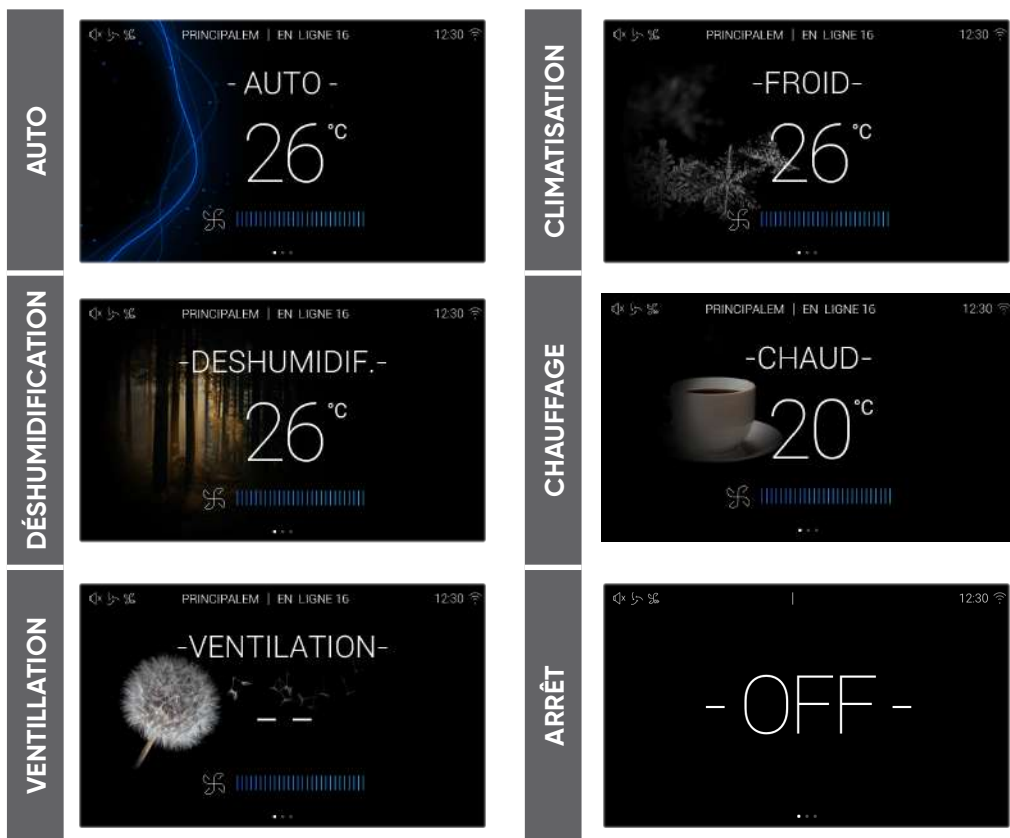 AUTO
PRINCIPALEM | EN LIGNE 16 12:30
- AUTO -
26 °C
CLIMATISATION
PRINCIPALEM | EN LIGNE 16 12:30
-FROID-
26 °C
DÉSHUMIDIFICATION
PRINCIPALEM | EN LIGNE 16 12:30
-DESHUMIDIF.-
26 °C
CHAUFFAGE
PRINCIPALEM | EN LIGNE 16 12:30
-CHAUD-
20 °C
VENTILLATION
PRINCIPALEM | EN LIGNE 16 12:30
-VENTILATION-
– –
ARRÊT
| 12:30
- OFF -